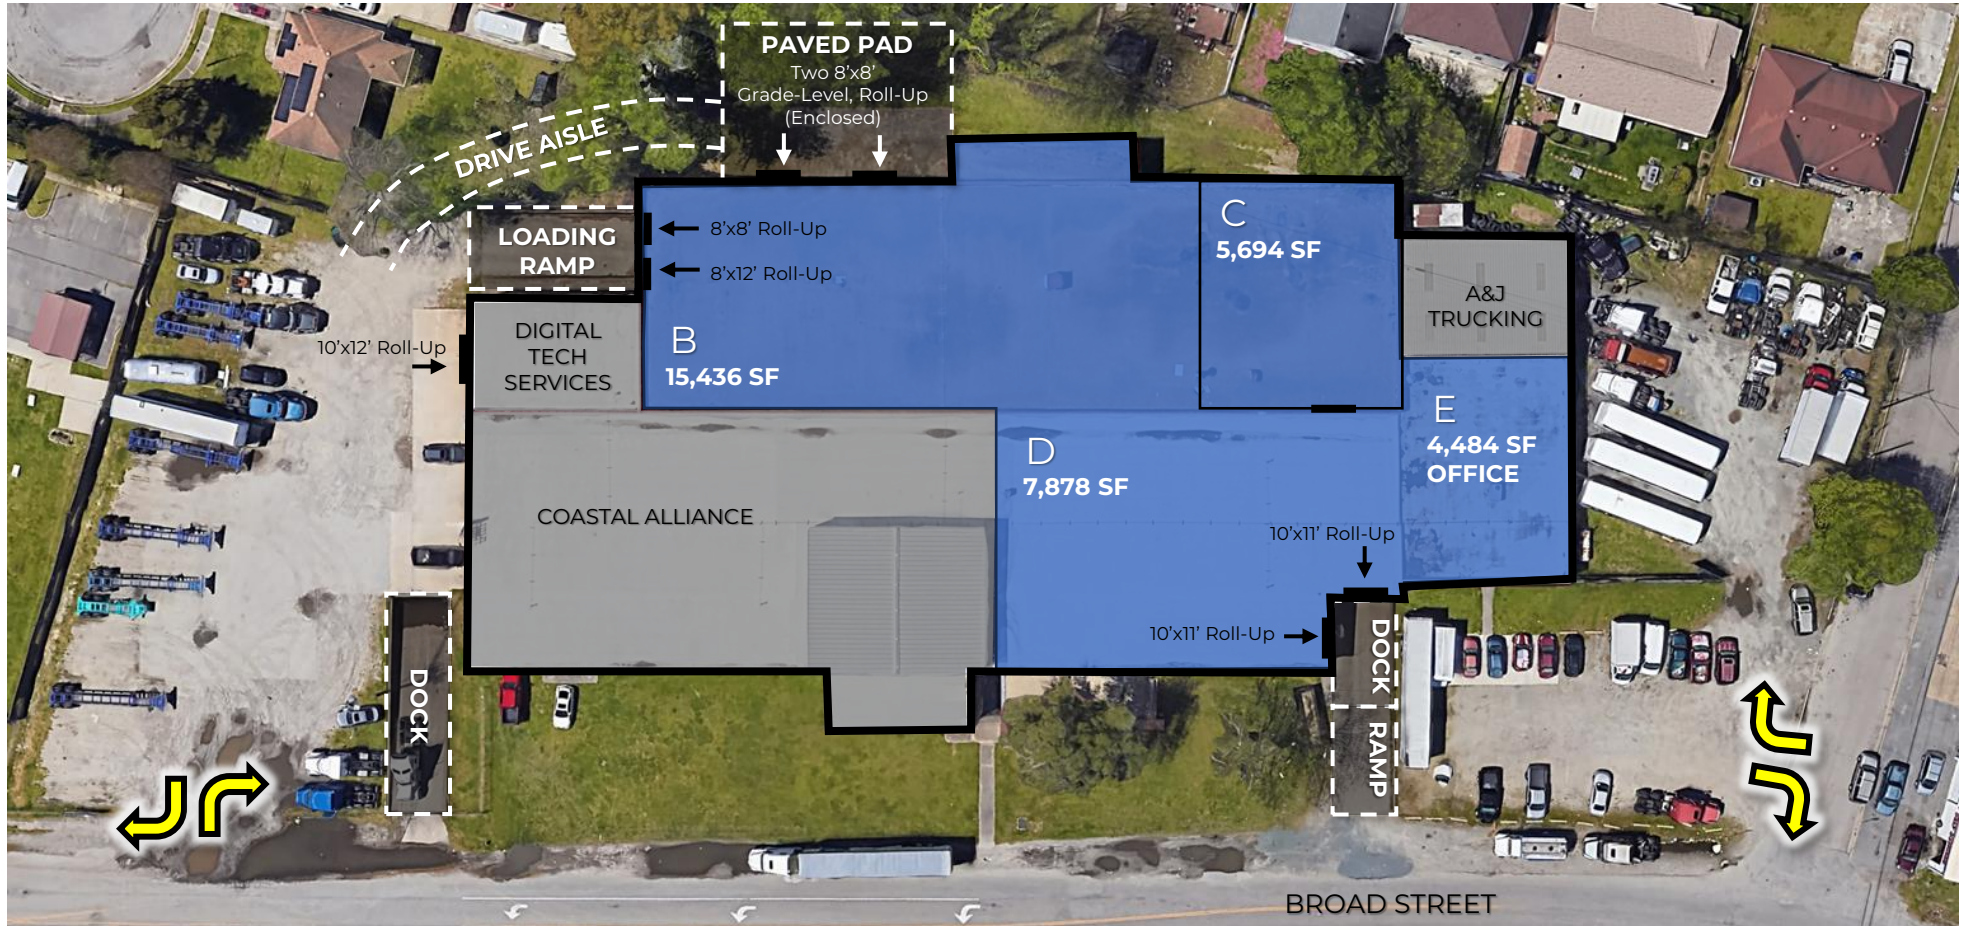 PAVED PAD
Two 8'x8'
Grade-Level, Roll-Up
(Enclosed)
DRIVE AISLE
LOADING
RAMP
8'x8' Roll-Up
8'x12' Roll-Up
C
5,694 SF
A&J
TRUCKING
10'x12' Roll-Up
DIGITAL
TECH
SERVICES
B
15,436 SF
E
4,484 SF
OFFICE
D
7,878 SF
COASTAL ALLIANCE
10'x11' Roll-Up
10'x11' Roll-Up
DOCK
DOCK
RAMP
BROAD STREET